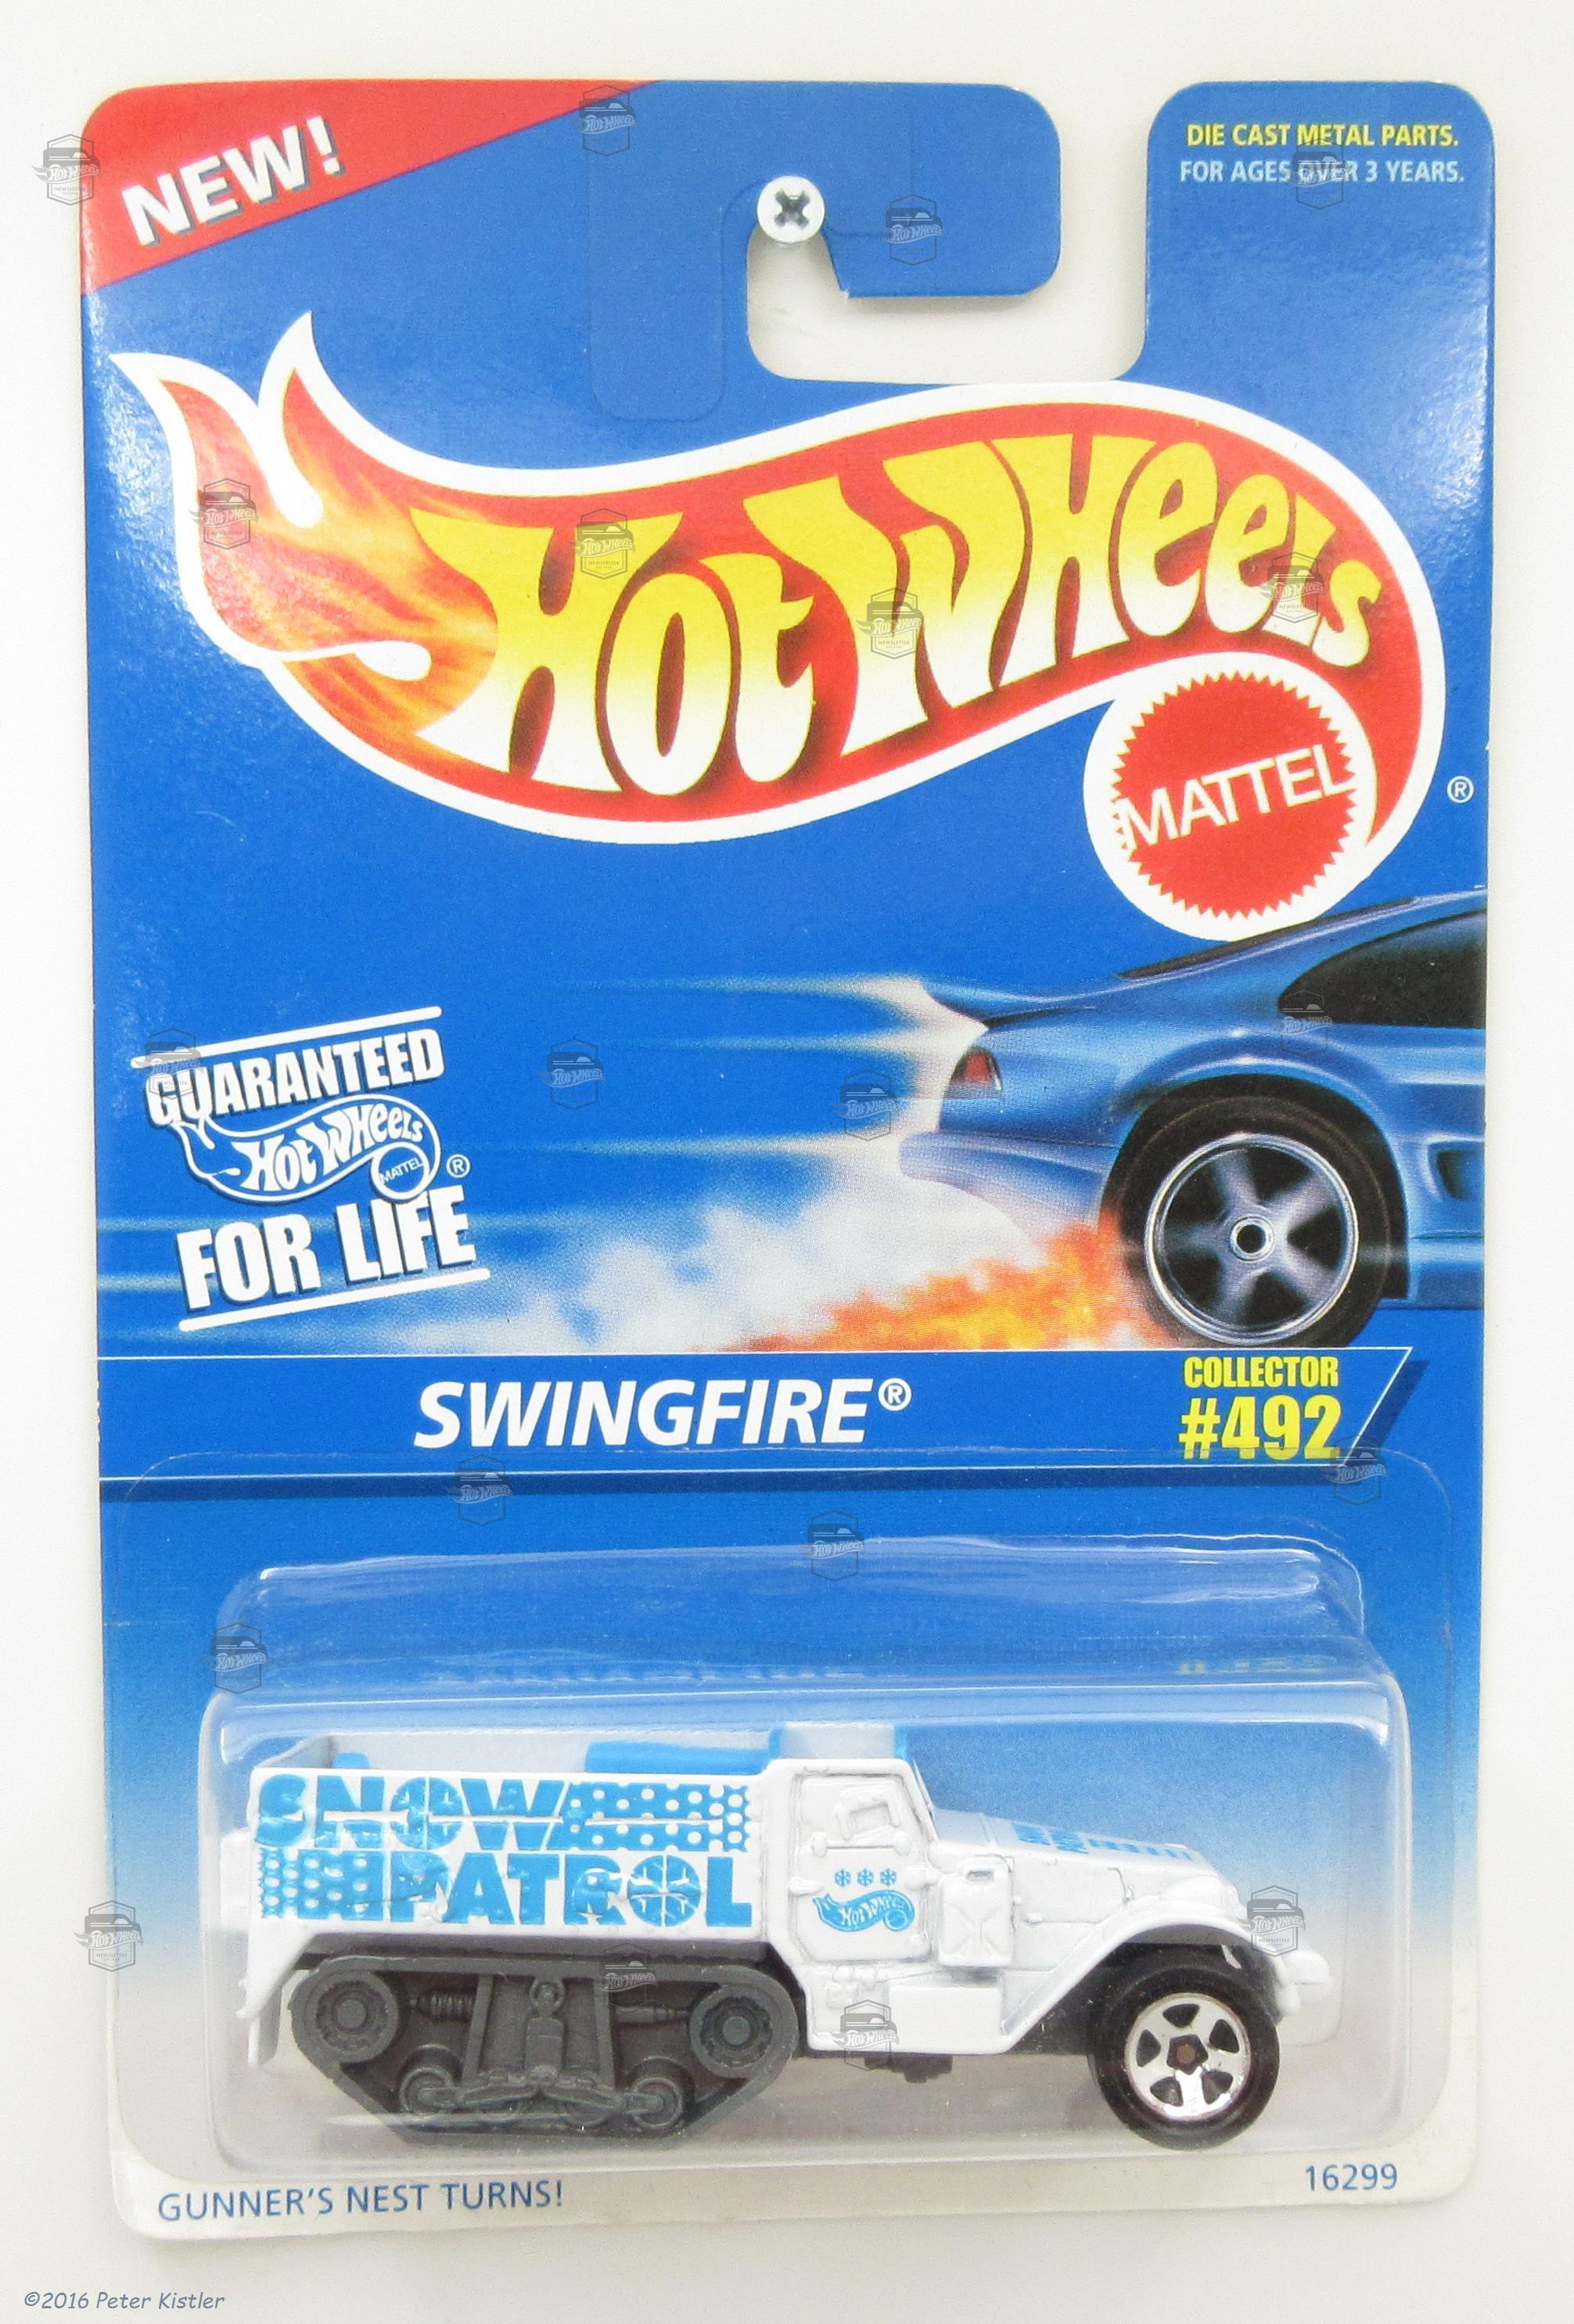 NEW!
DIE CAST METAL PARTS.
FOR AGES OVER 3 YEARS.
Hot Wheels
MATTEL
®
GUARANTEED
Hot Wheels
MATTEL
®
FOR LIFE
SWINGFIRE®
COLLECTOR
#492
SNOW
PATROL
Hot Wheels
GUNNER'S NEST TURNS!
16299
©2016 Peter Kistler